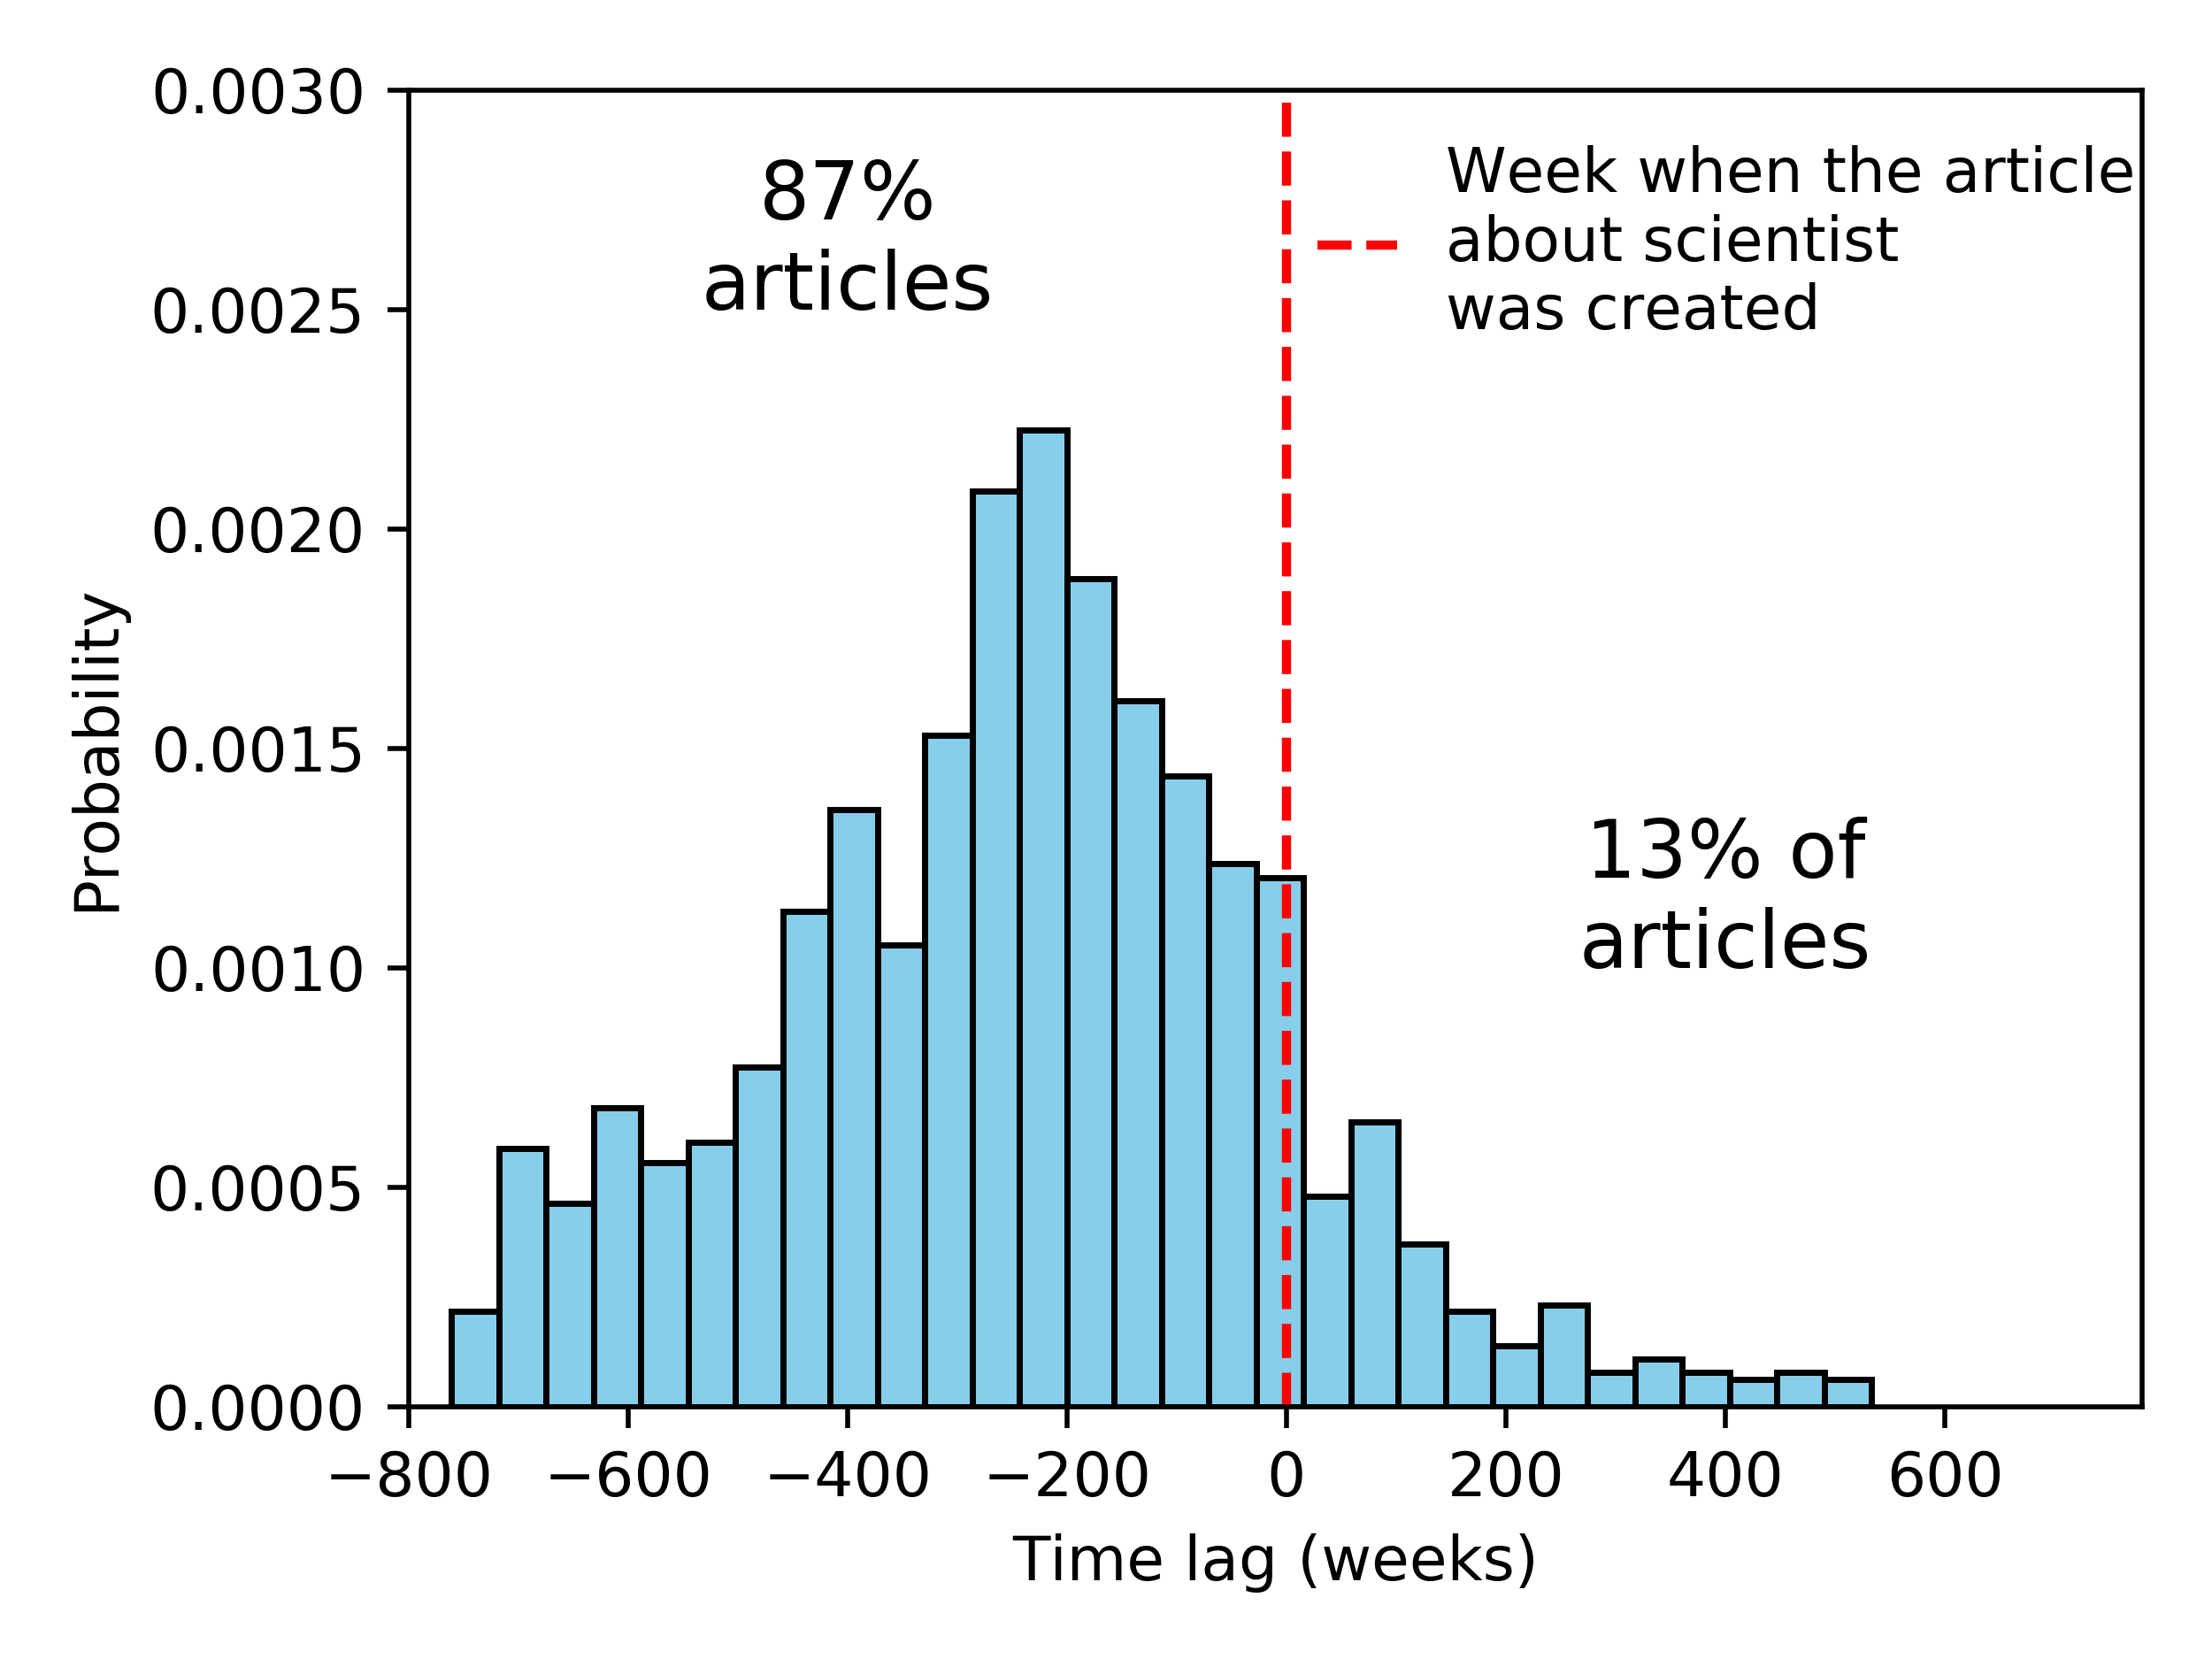 0.0030
0.0025
0.0020
0.0015
0.0010
0.0005
0.0000
Probability
87%
articles
Week when the article
about scientist
was created
13% of
articles
−800 −600 −400 −200 0 200 400 600
Time lag (weeks)